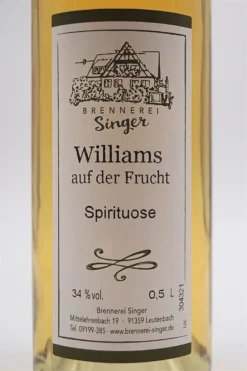 BRENNEREI
Singer
Williams
auf der Frucht
Spirituose
34 % vol.
0,5 L
304321
Brennerei Singer
Mittelehrenbach 19 · 91359 Leutenbach
Tel. 09199-385 · www.brennerei-singer.de